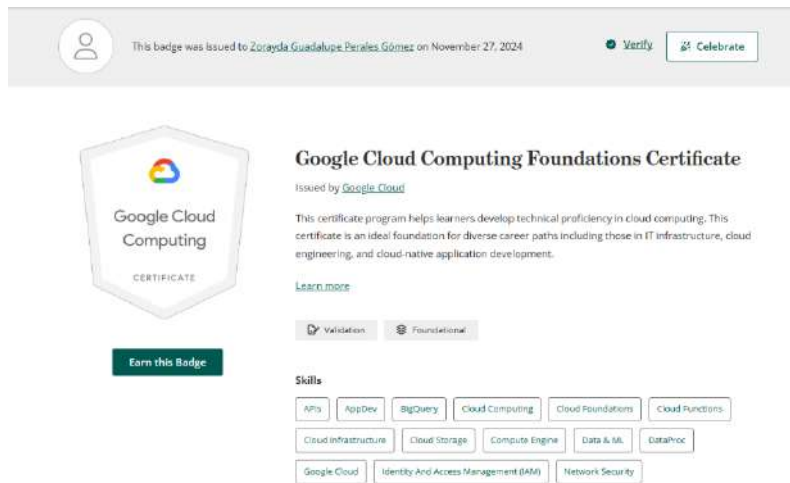 This badge was issued to Zorayda Guadalupe Perales Gómez on November 27, 2024
Verify
Celebrate
Google Cloud Computing Foundations Certificate
Issued by Google Cloud
This certificate program helps learners develop technical proficiency in cloud computing. This
certificate is an ideal foundation for diverse career paths including those in IT infrastructure, cloud
engineering, and cloud-native application development.
Learn more
Validation
Foundational
Google Cloud
Computing
CERTIFICATE
Earn this Badge
Skills
APIs
AppDev
BigQuery
Cloud Computing
Cloud Foundations
Cloud Functions
Cloud Infrastructure
Cloud Storage
Compute Engine
Data & ML
DataProc
Google Cloud
Identity And Access Management (IAM)
Network Security